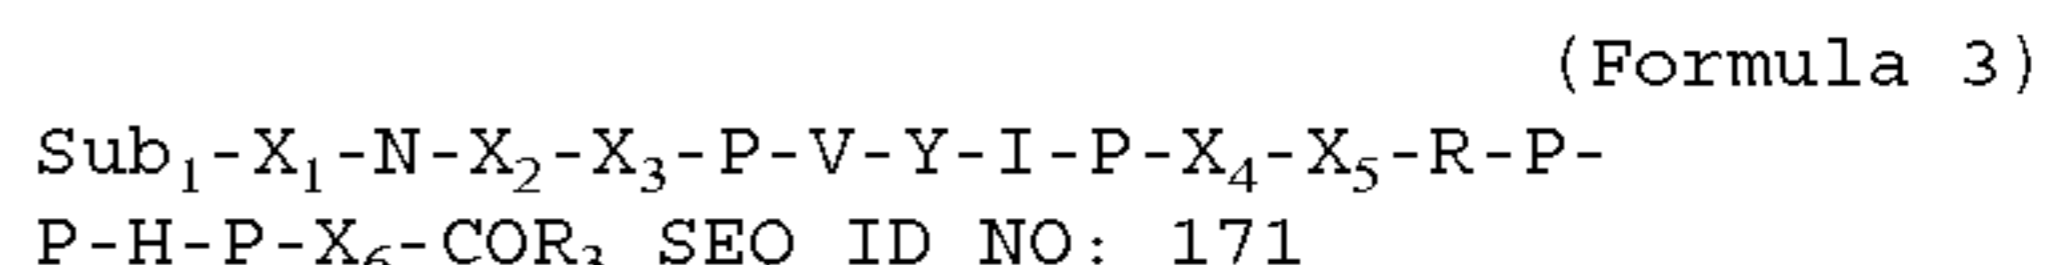 (Formula 3)
Sub₁-X₁-N-X₂-X₃-P-V-Y-I-P-X₄-X₅-R-P-
P-H-P-X₆-COR₃ SEQ ID NO: 171